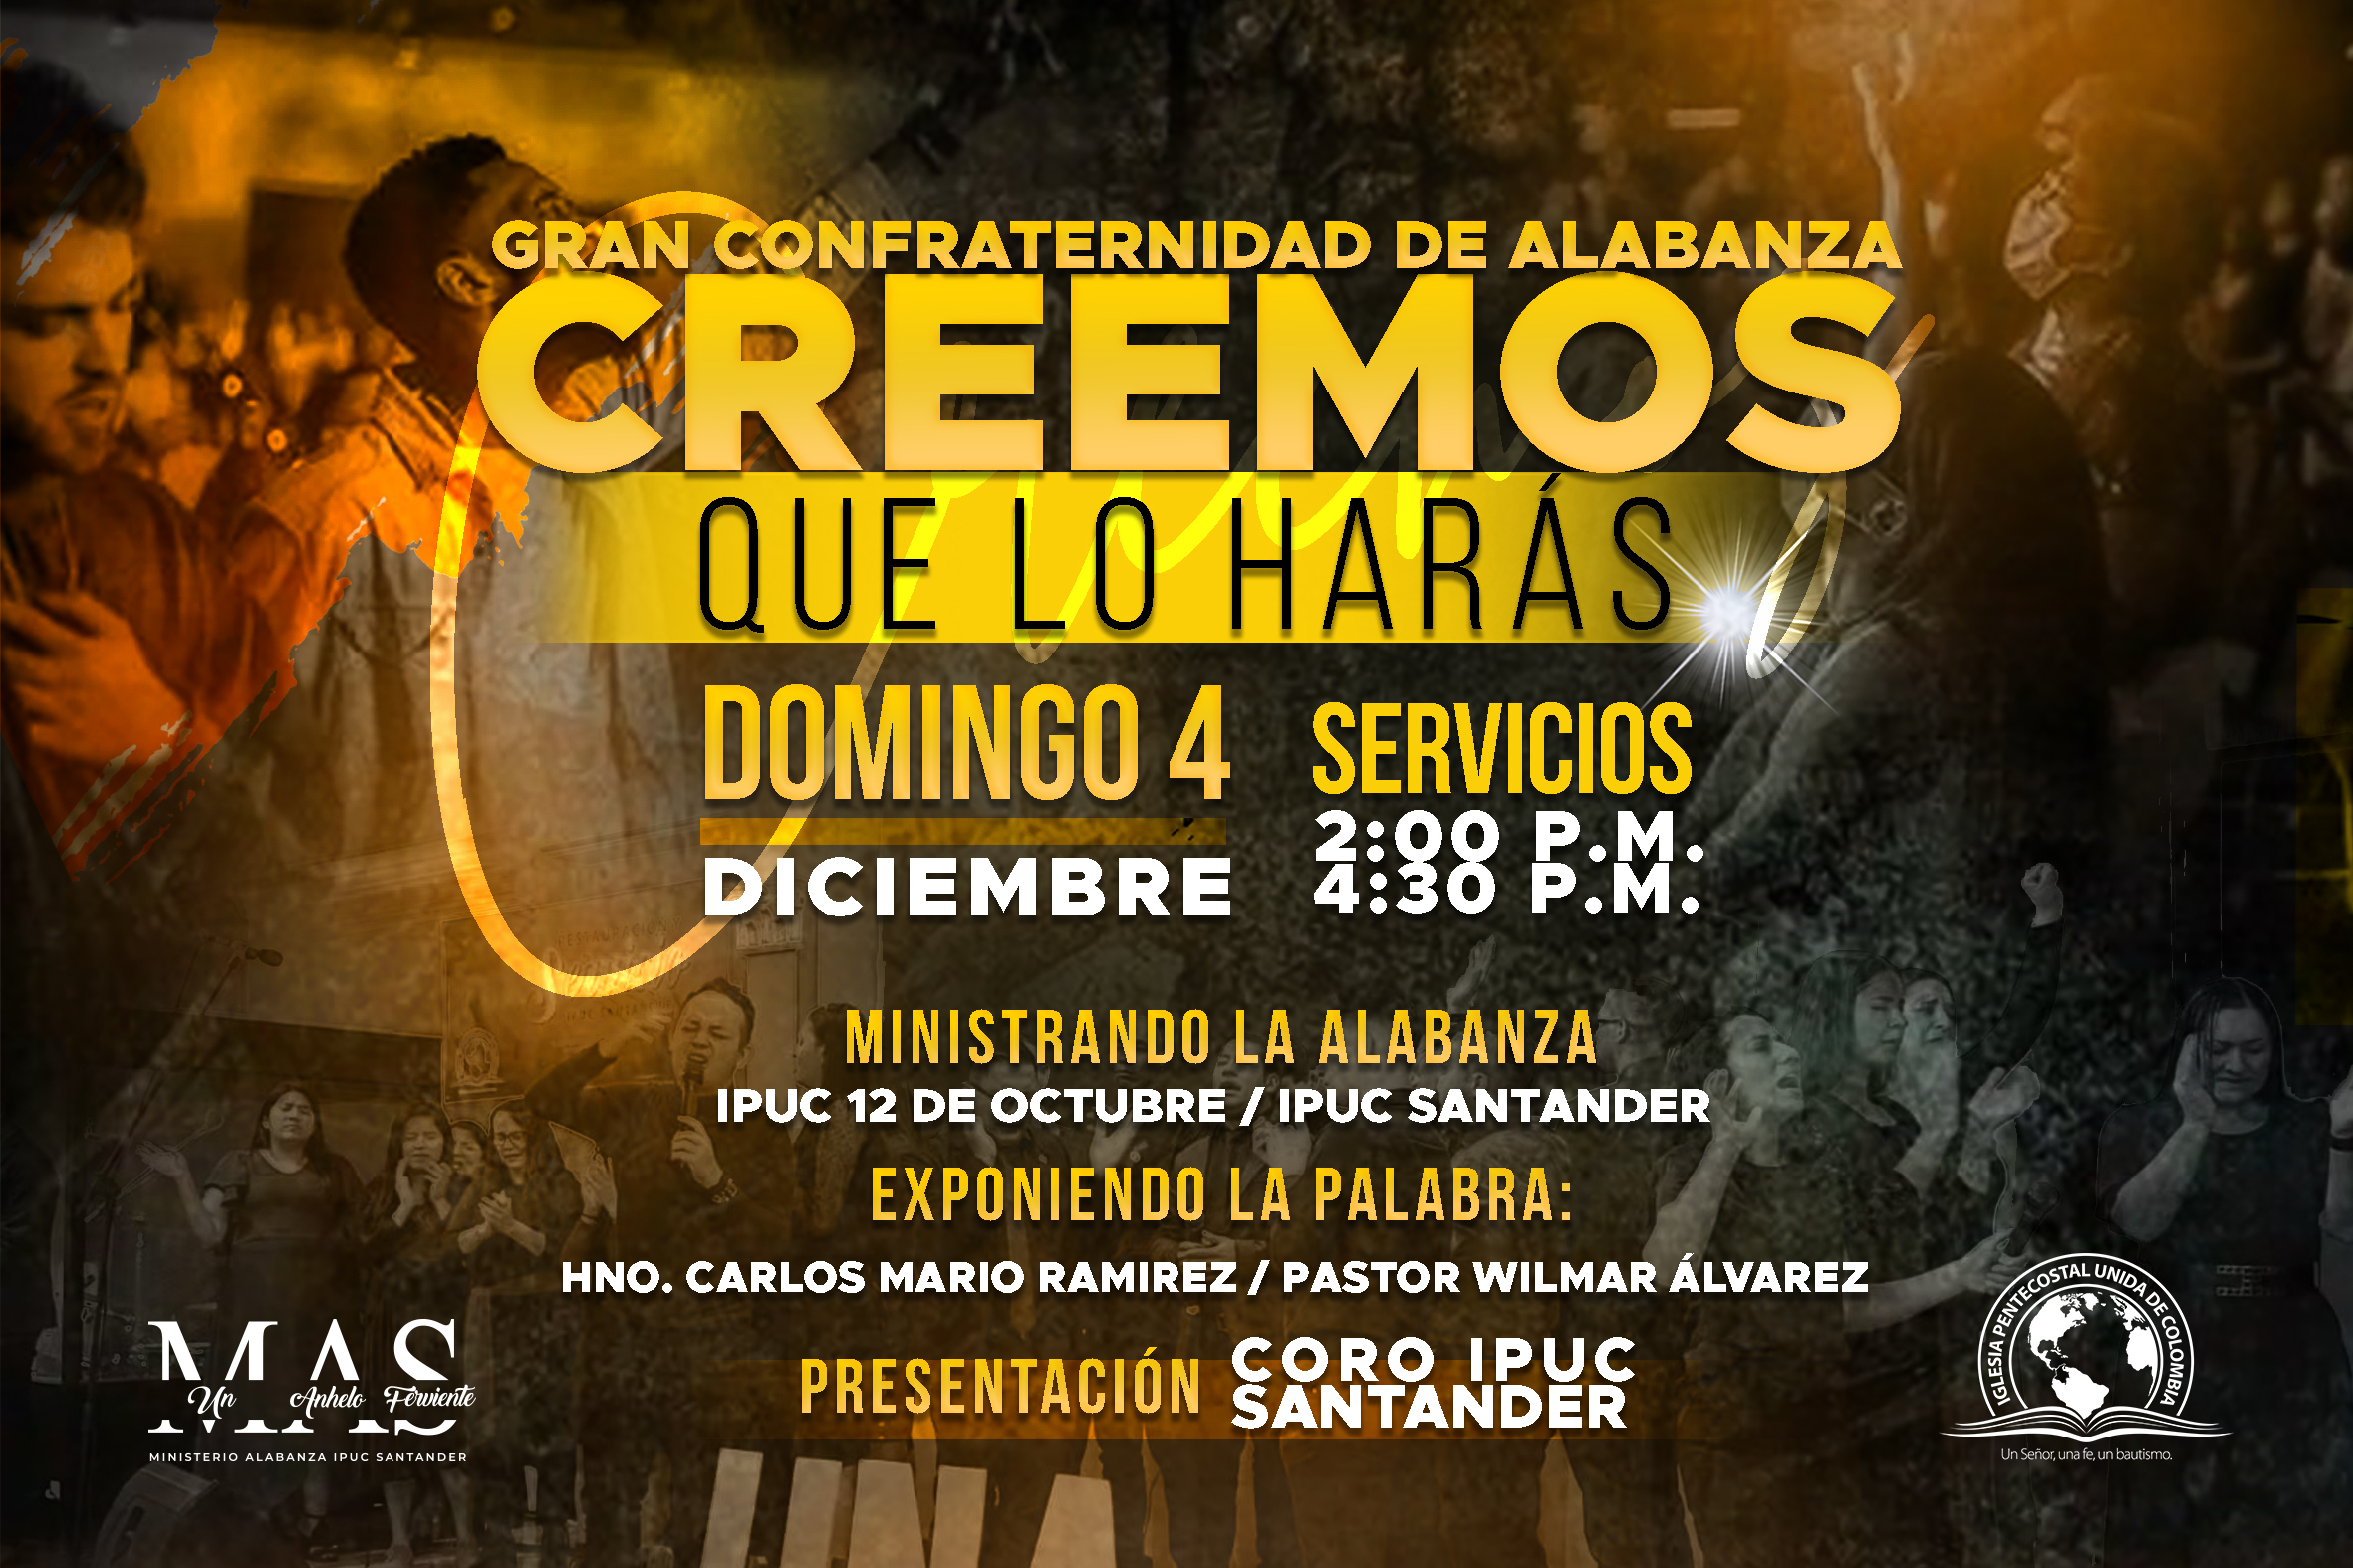 GRAN CONFRATERNIDAD DE ALABANZA
CREEMOS
QUE LO HARÁS
DOMINGO 4
DICIEMBRE
SERVICIOS
2:00 P.M.
4:30 P.M.
MINISTRANDO LA ALABANZA
IPUC 12 DE OCTUBRE / IPUC SANTANDER
EXPONIENDO LA PALABRA:
HNO. CARLOS MARIO RAMIREZ / PASTOR WILMAR ÁLVAREZ
PRESENTACIÓN
CORO IPUC
SANTANDER
MAS
Un Anhelo Ferviente
MINISTERIO ALABANZA IPUC SANTANDER
IGLESIA PENTECOSTAL UNIDA DE COLOMBIA
Un Señor, una fe, un bautismo.